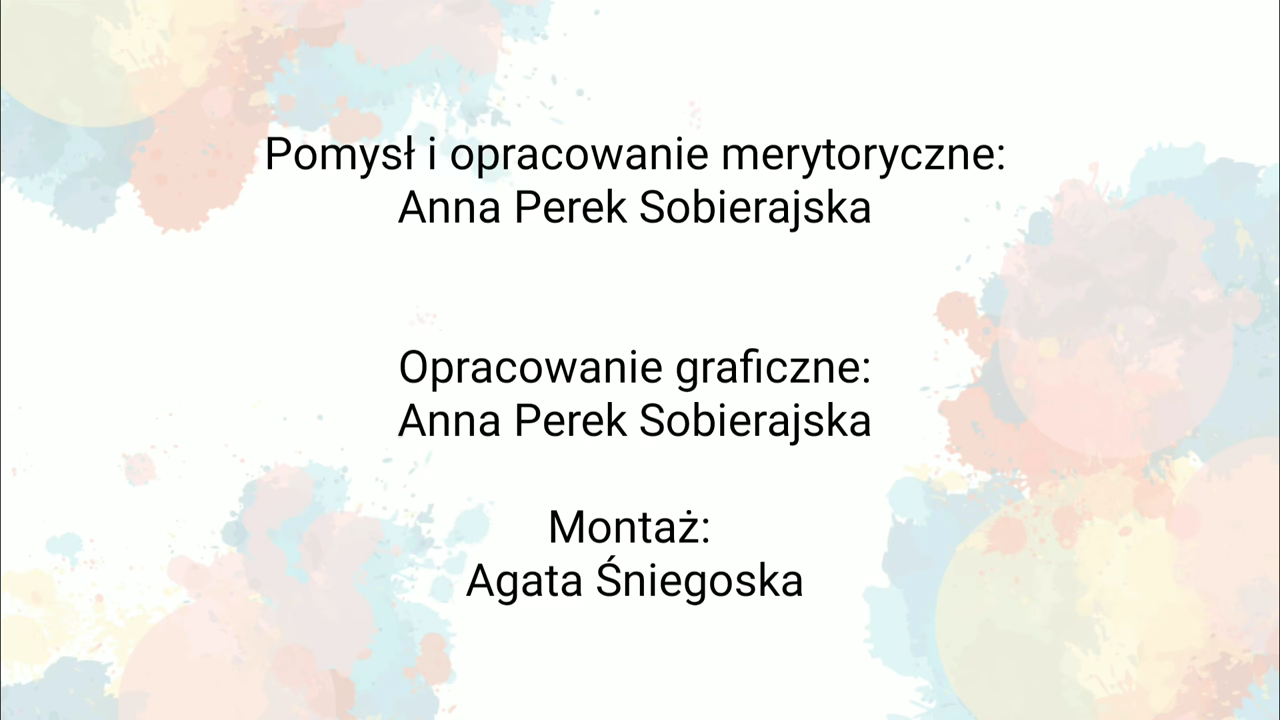 Pomysł i opracowanie merytoryczne:
Anna Perek Sobierajska
Opracowanie graficzne:
Anna Perek Sobierajska
Montaż:
Agata Śniegoska